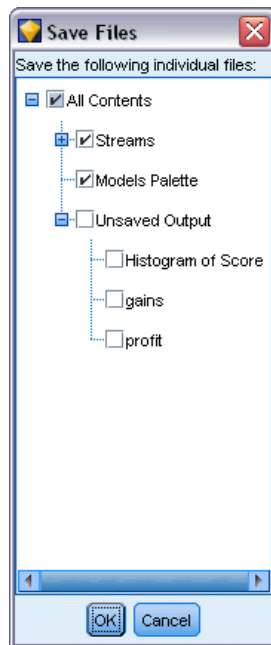 Save Files
Save the following individual files:
All Contents
Streams
Models Palette
Unsaved Output
Histogram of Score
gains
profit
OK Cancel